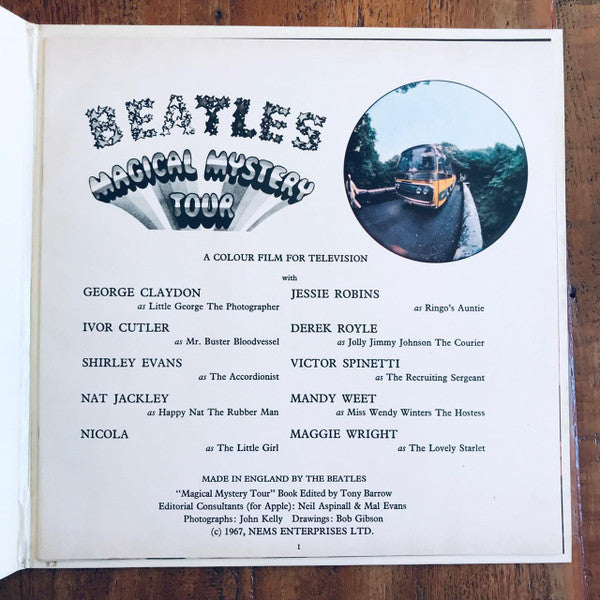 BEATLES
MAGICAL MYSTERY
TOUR
A COLOUR FILM FOR TELEVISION
with
GEORGE CLAYDON
as Little George The Photographer
JESSIE ROBINS
as Ringo's Auntie
IVOR CUTLER
as Mr. Buster Bloodvessel
DEREK ROYLE
as Jolly Jimmy Johnson The Courier
SHIRLEY EVANS
as The Accordionist
VICTOR SPINETTI
as The Recruiting Sergeant
NAT JACKLEY
as Happy Nat The Rubber Man
MANDY WEET
as Miss Wendy Winters The Hostess
NICOLA
as The Little Girl
MAGGIE WRIGHT
as The Lovely Starlet
MADE IN ENGLAND BY THE BEATLES
“Magical Mystery Tour” Book Edited by Tony Barrow
Editorial Consultants (for Apple): Neil Aspinall & Mal Evans
Photographs: John Kelly Drawings: Bob Gibson
(c) 1967, NEMS ENTERPRISES LTD.
1